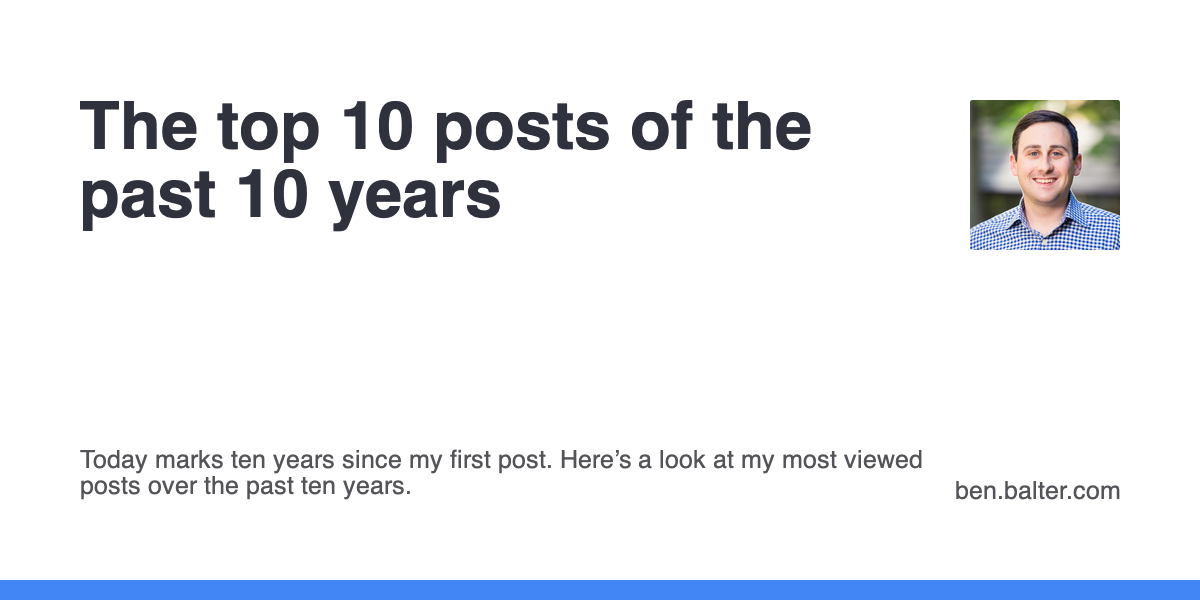 The top 10 posts of the
past 10 years
Today marks ten years since my first post. Here’s a look at my most viewed
posts over the past ten years.
ben.balter.com